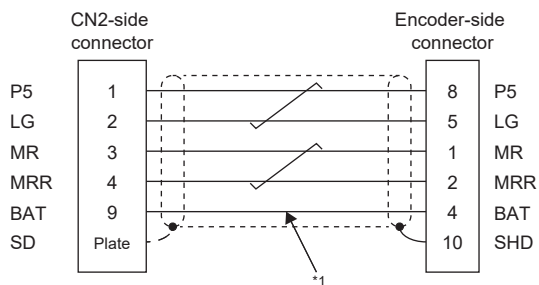 CN2-side
connector
Encoder-side
connector
P5 1 8 P5
LG 2 5 LG
MR 3 1 MR
MRR 4 2 MRR
BAT 9 4 BAT
SD Plate 10 SHD
*1